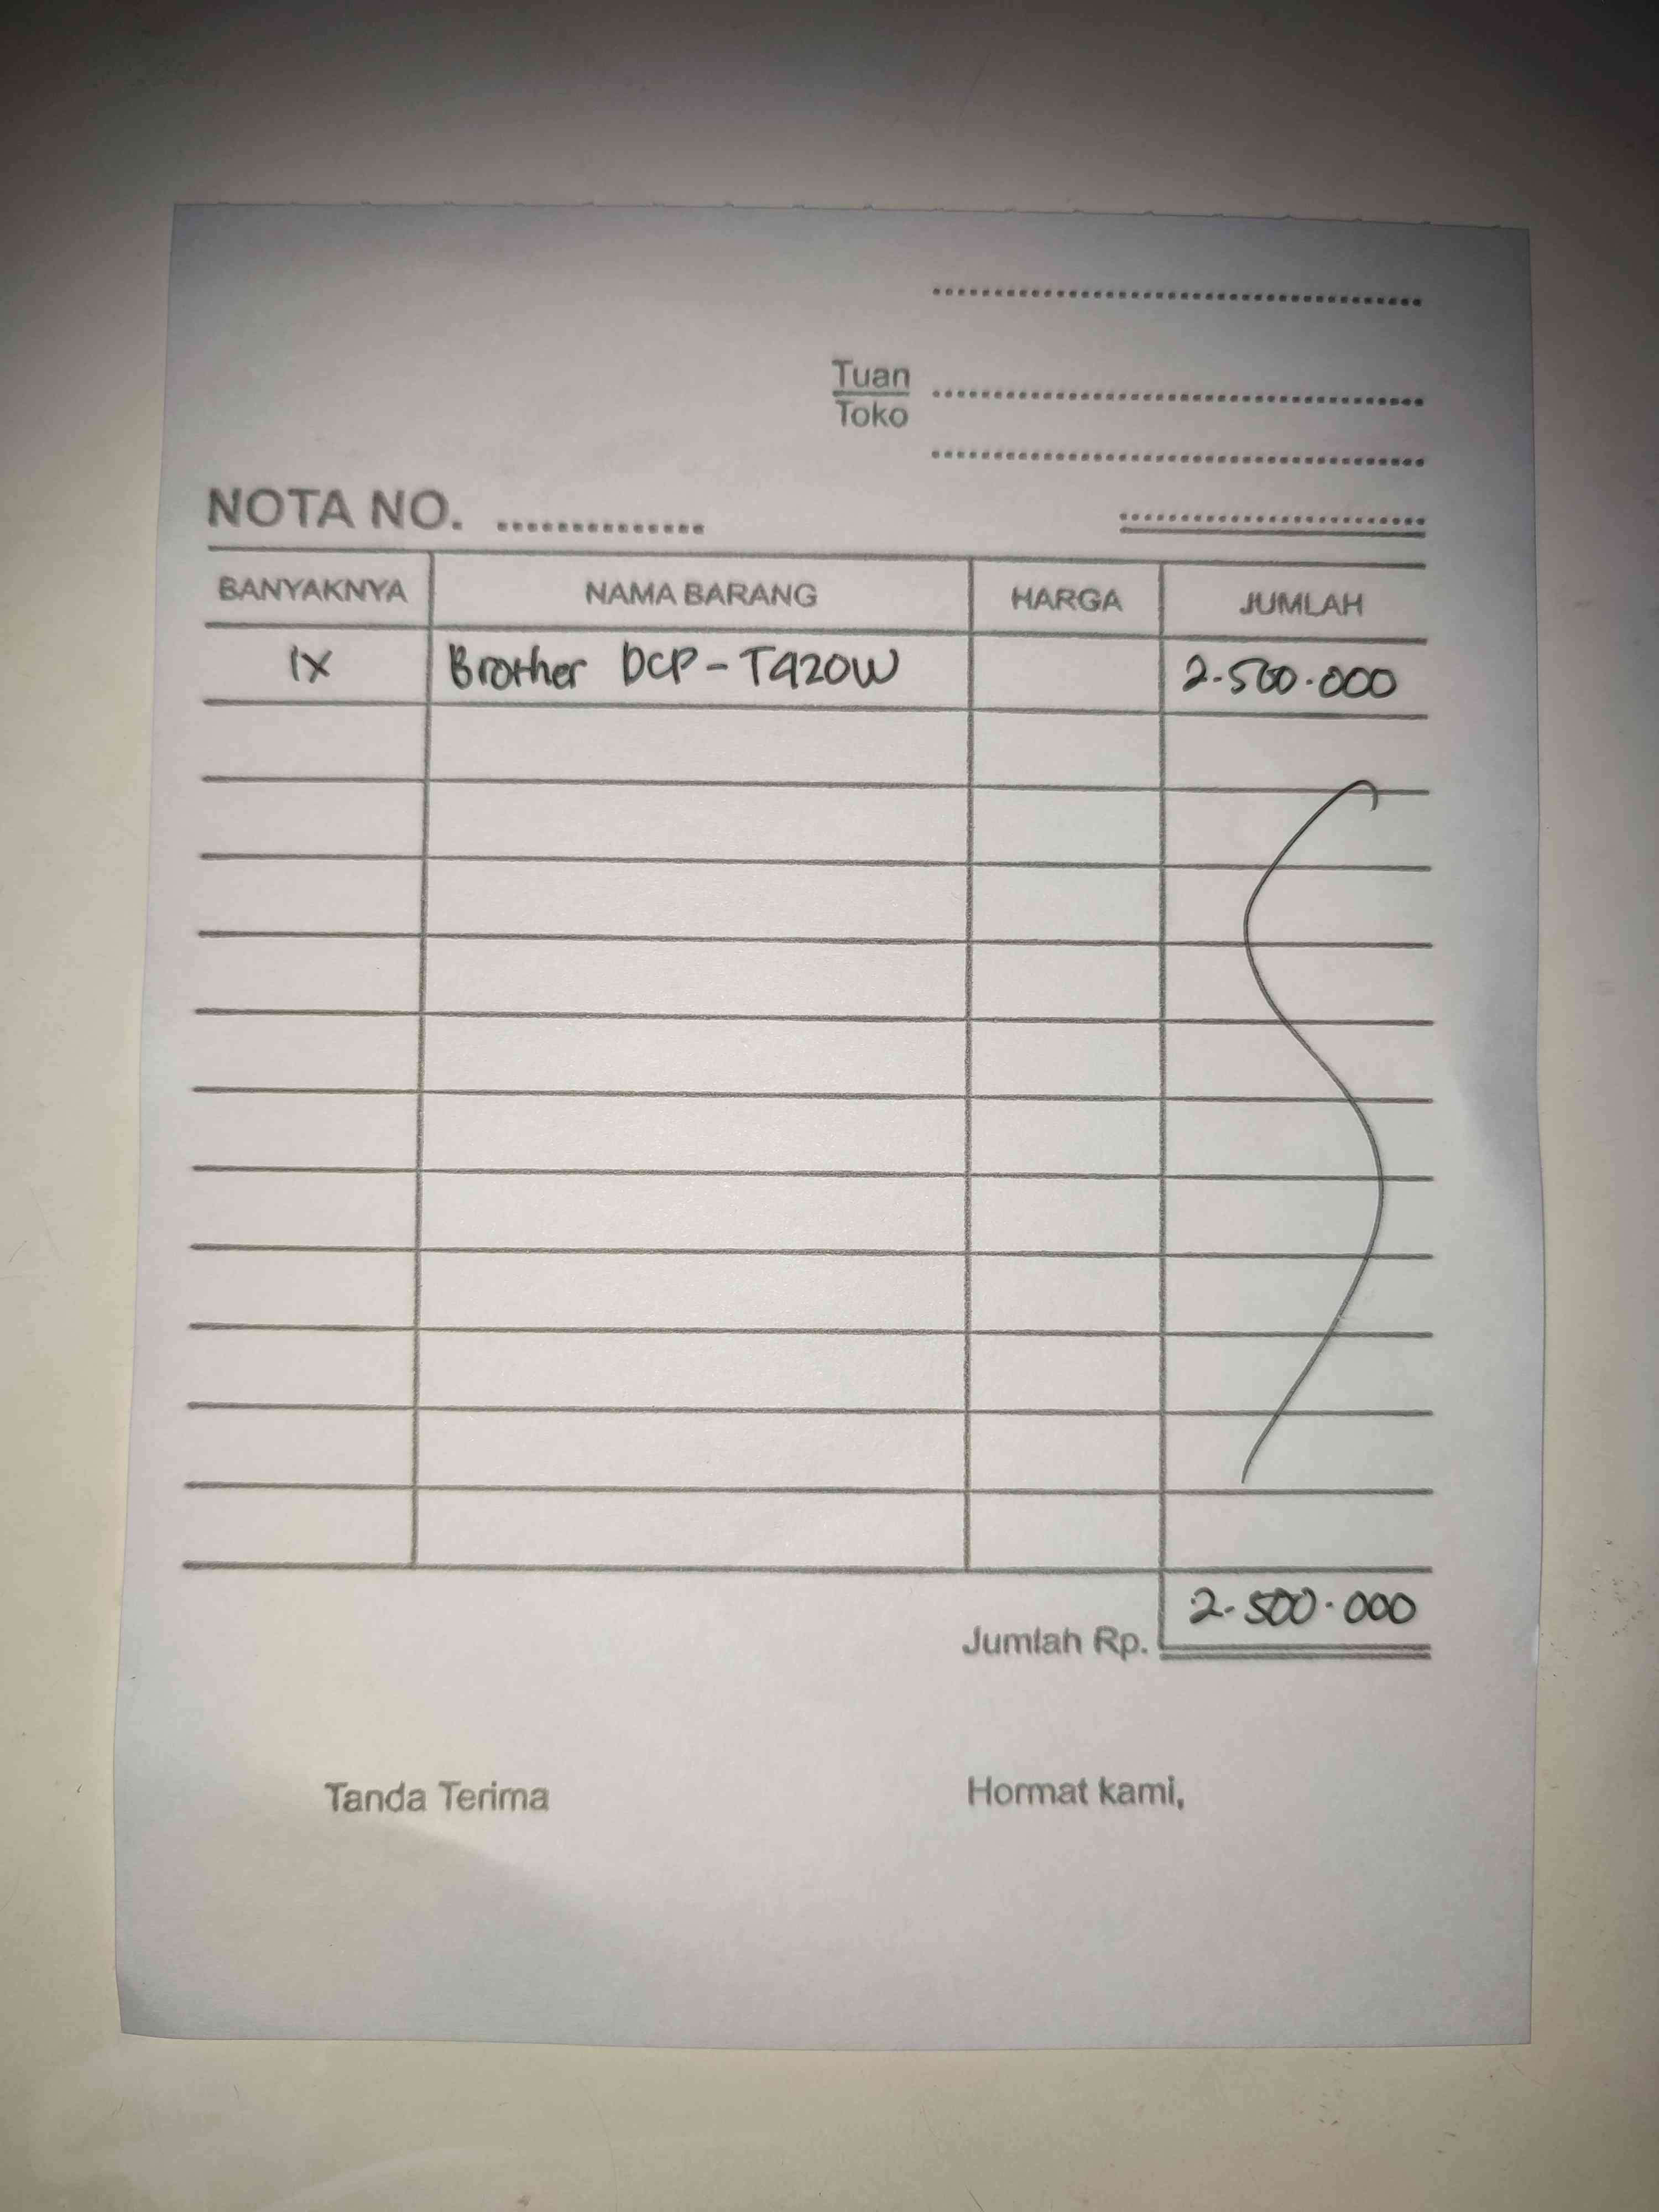 Tuan
Toko
NOTA NO.
BANYAKNYA NAMA BARANG HARGA JUMLAH
1X Brother DCP-T920W 2.500.000
Jumlah Rp. 2.500.000
Tanda Terima Hormat kami,